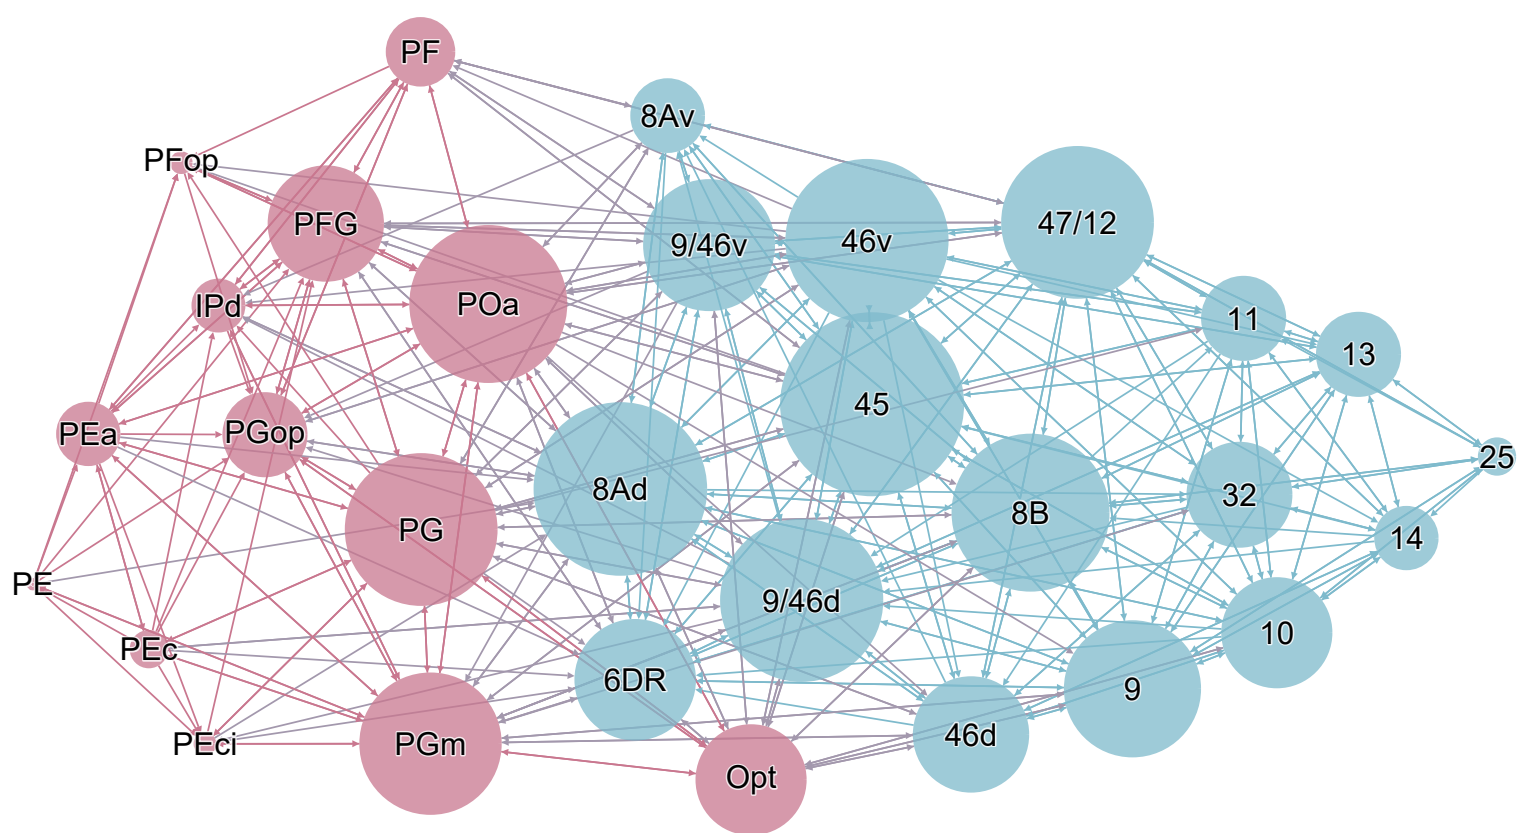 PF
8Av
PFop
PFG
9/46v
46v
47/12
IPd
POa
11
13
45
PEa
PGop
25
8Ad
32
8B
PG
14
PE
9/46d
10
PEc
6DR
9
46d
PEci
PGm
Opt